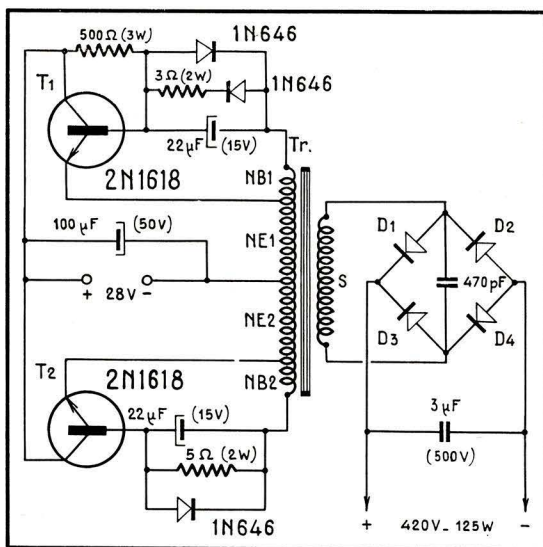 500Ω(3W)
1N646
3Ω(2W)
1N646
T1
22µF (15V)
Tr.
2N1618
NB1
100µF (50V)
NE1
D1
D2
S
470pF
+ 28V -
NE2
D3
D4
T2
2N1618
NB2
22µF (15V)
3µF
5Ω (2W)
(500V)
1N646
+ 420V_125W -